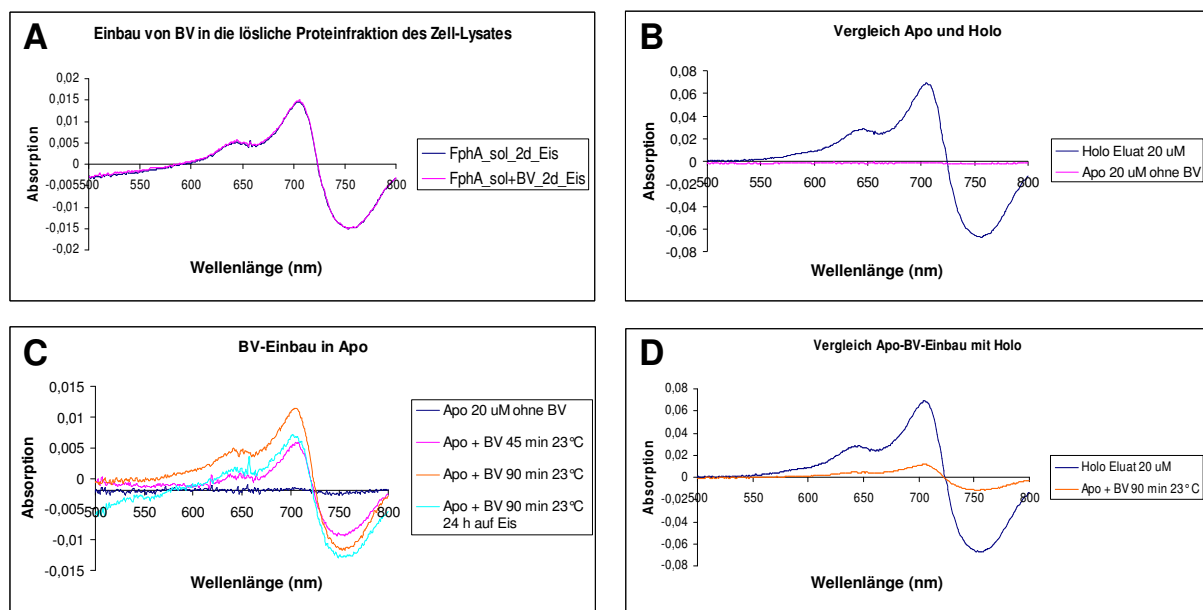 A
Einbau von BV in die lösliche Proteinfraktion des Zell-Lysates
0,02
0,015
0,01
0,005
0
-0,005
-0,01
-0,015
-0,02
500 550 600 650 700 750 800
Absorption
Wellenlänge (nm)
FphA_sol_2d_Eis
FphA_sol+BV_2d_Eis
B
Vergleich Apo und Holo
0,08
0,06
0,04
0,02
0
-0,02
-0,04
-0,06
-0,08
500 550 600 650 700 750 800
Absorption
Wellenlänge (nm)
Holo Eluat 20 uM
Apo 20 uM ohne BV
C
BV-Einbau in Apo
0,015
0,01
0,005
0
-0,005
-0,01
-0,015
500 550 600 650 700 750 800
Absorption
Wellenlänge (nm)
Apo 20 uM ohne BV
Apo + BV 45 min 23°C
Apo + BV 90 min 23°C
Apo + BV 90 min 23°C
24 h auf Eis
D
Vergleich Apo-BV-Einbau mit Holo
0,08
0,06
0,04
0,02
0
-0,02
-0,04
-0,06
-0,08
500 550 600 650 700 750 800
Absorption
Wellenlänge (nm)
Holo Eluat 20 uM
Apo + BV 90 min 23°C